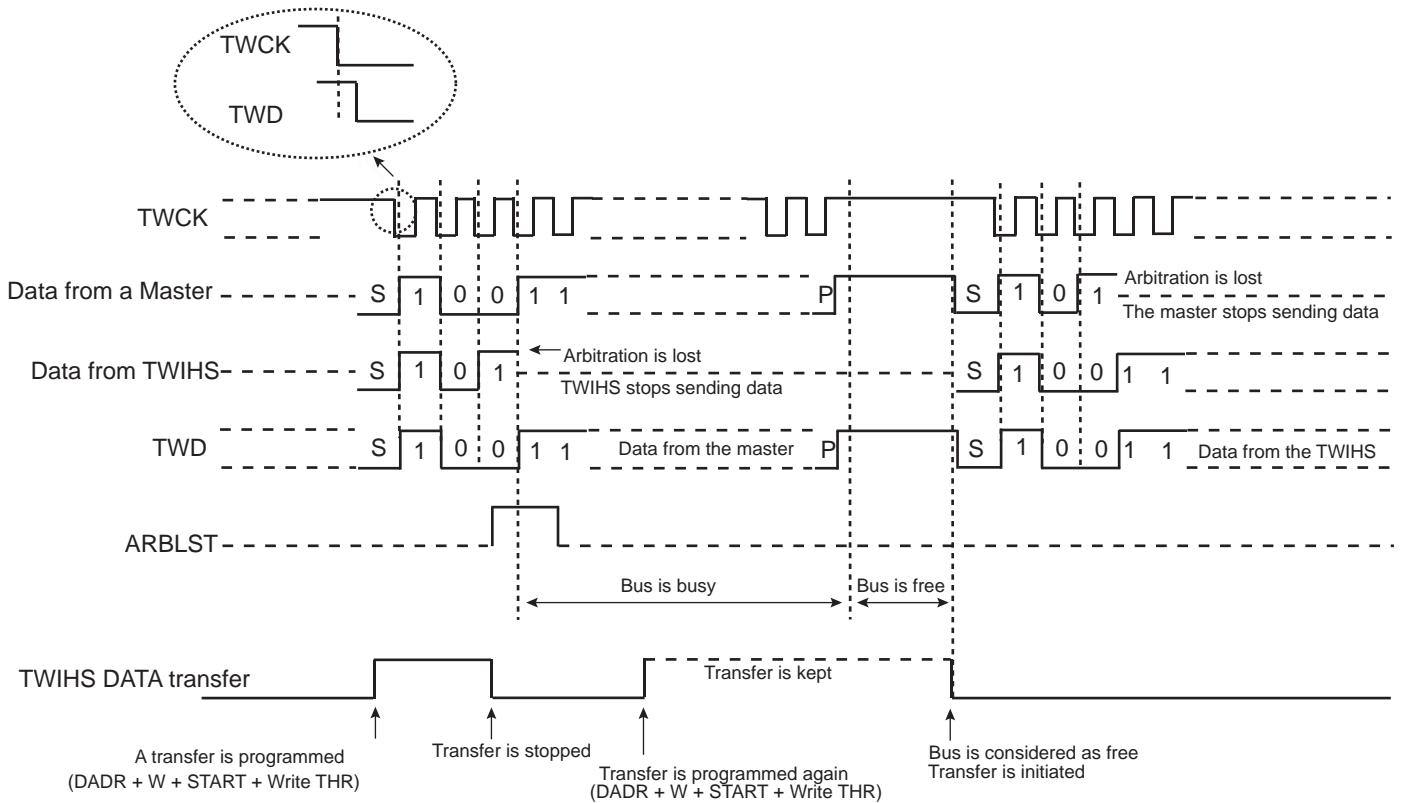 TWCK
TWD
TWCK
Data from a Master S 1 0 0 1 1 P S 1 0 1 Arbitration is lost
The master stops sending data
Data from TWIHS S 1 0 1 Arbitration is lost S 1 0 0 1 1
TWIHS stops sending data
TWD S 1 0 0 1 1 Data from the master P S 1 0 0 1 1 Data from the TWIHS
ARBLST
Bus is busy Bus is free
TWIHS DATA transfer Transfer is kept
A transfer is programmed
(DADR + W + START + Write THR)
Transfer is stopped
Transfer is programmed again
(DADR + W + START + Write THR)
Bus is considered as free
Transfer is initiated